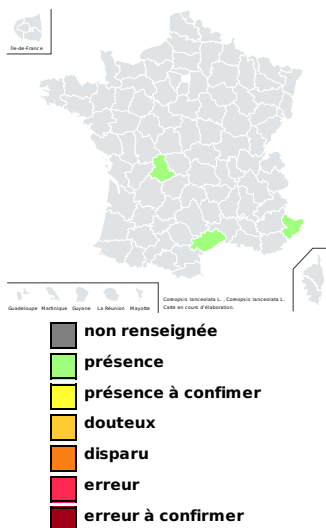 Île-de-France
Guadeloupe Martinique Guyane La Réunion Mayotte
Coreopsis lanceolata L. , Coreopsis lanceolata L.
Carte en cours d'élaboration.
non renseignée
présence
présence à confimer
douteux
disparu
erreur
erreur à confirmer